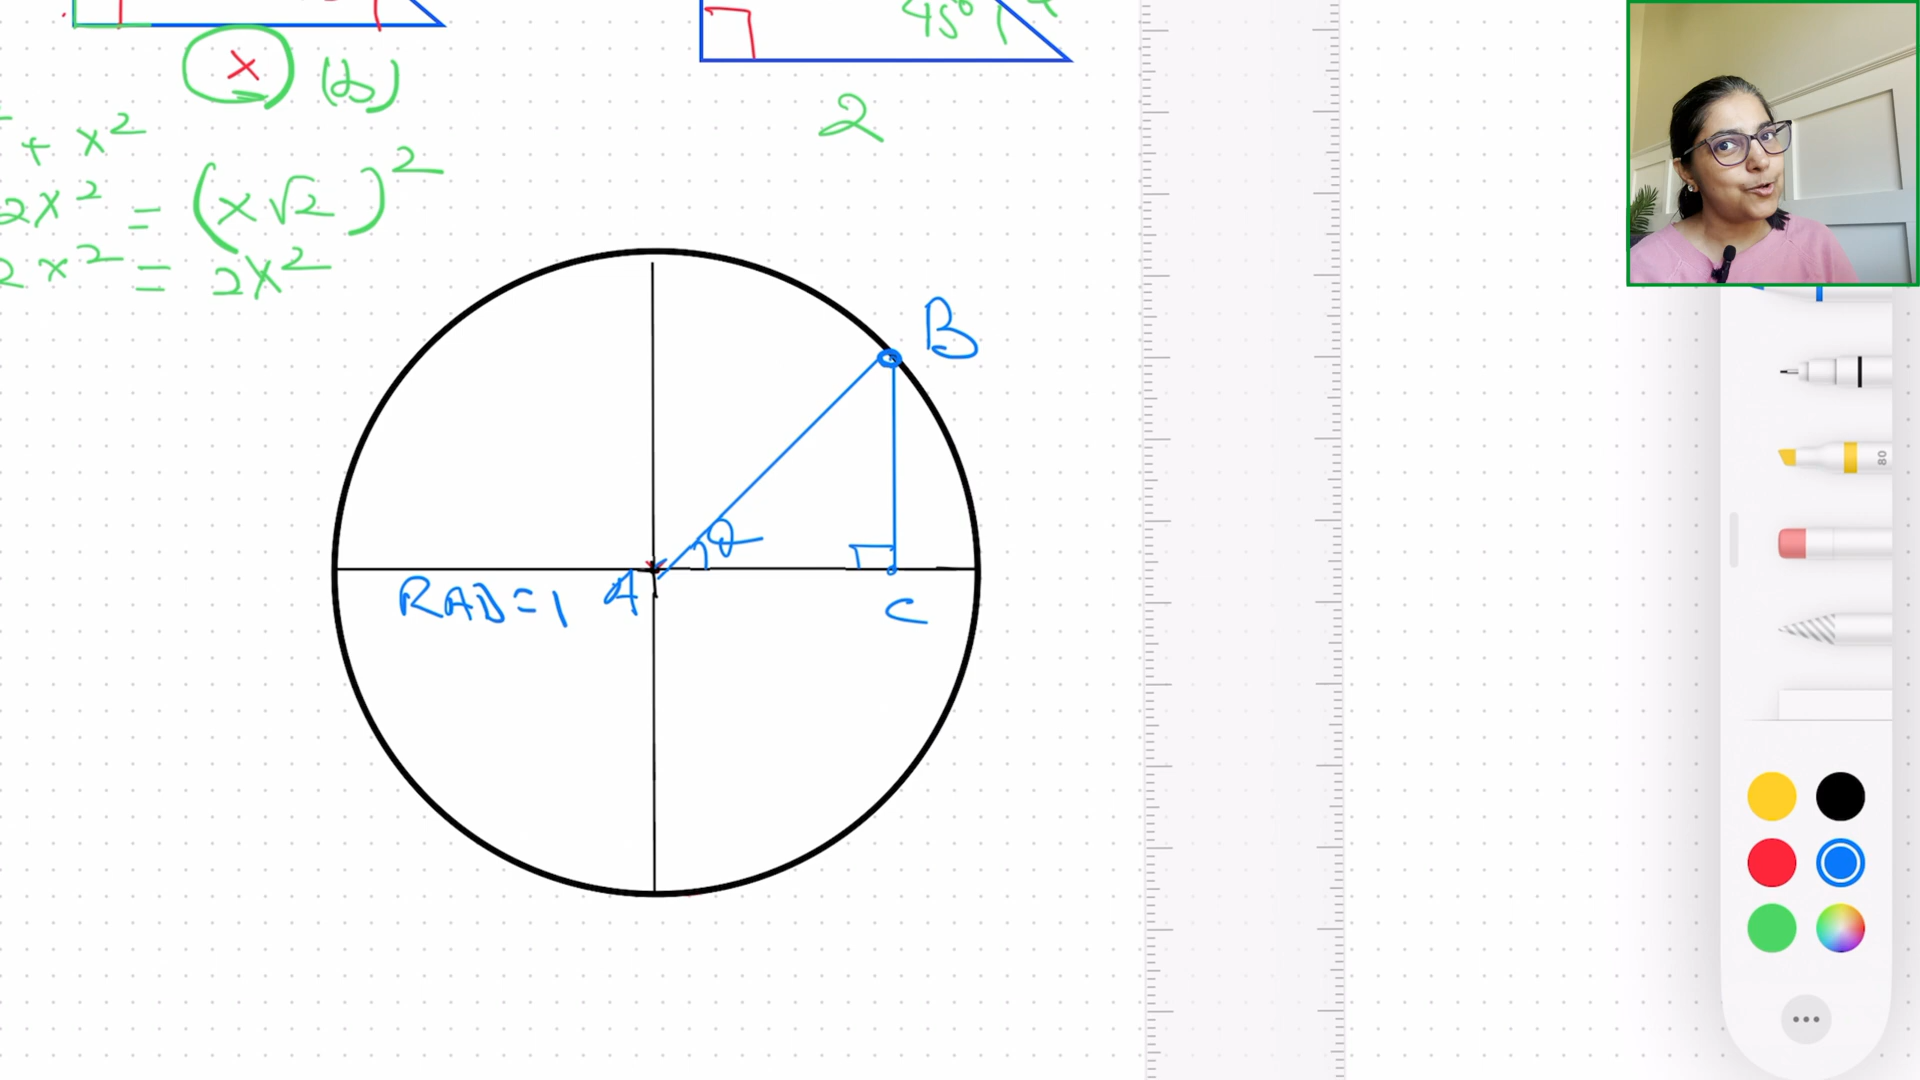 45°
x (b)
2
+ x²
2x² = (x√2)²
2x² = 2x²
B
θ
RAD=1 A
C
80